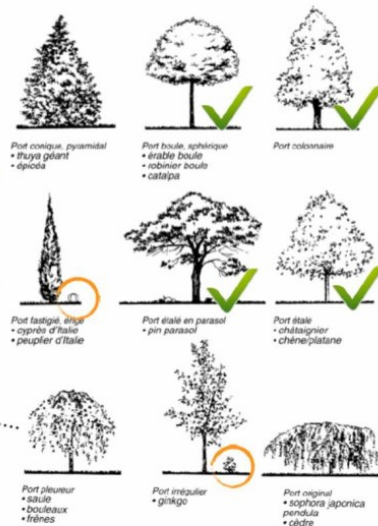 Port conique, pyramidal
• thuya géant
• épicéa
Port boule, sphérique
• érable boule
• robinier boule
• catalpa
Port colonnaire
Port fastigié, érigé
• cyprès d'Italie
• peuplier d'Italie
Port étalé en parasol
• pin parasol
Port étalé
• châtaignier
• chêne/platane
Port pleureur
• saule
• bouleaux
• frênes
Port irrégulier
• ginkgo
Port original
• sophora japonica
pendula
• cèdre